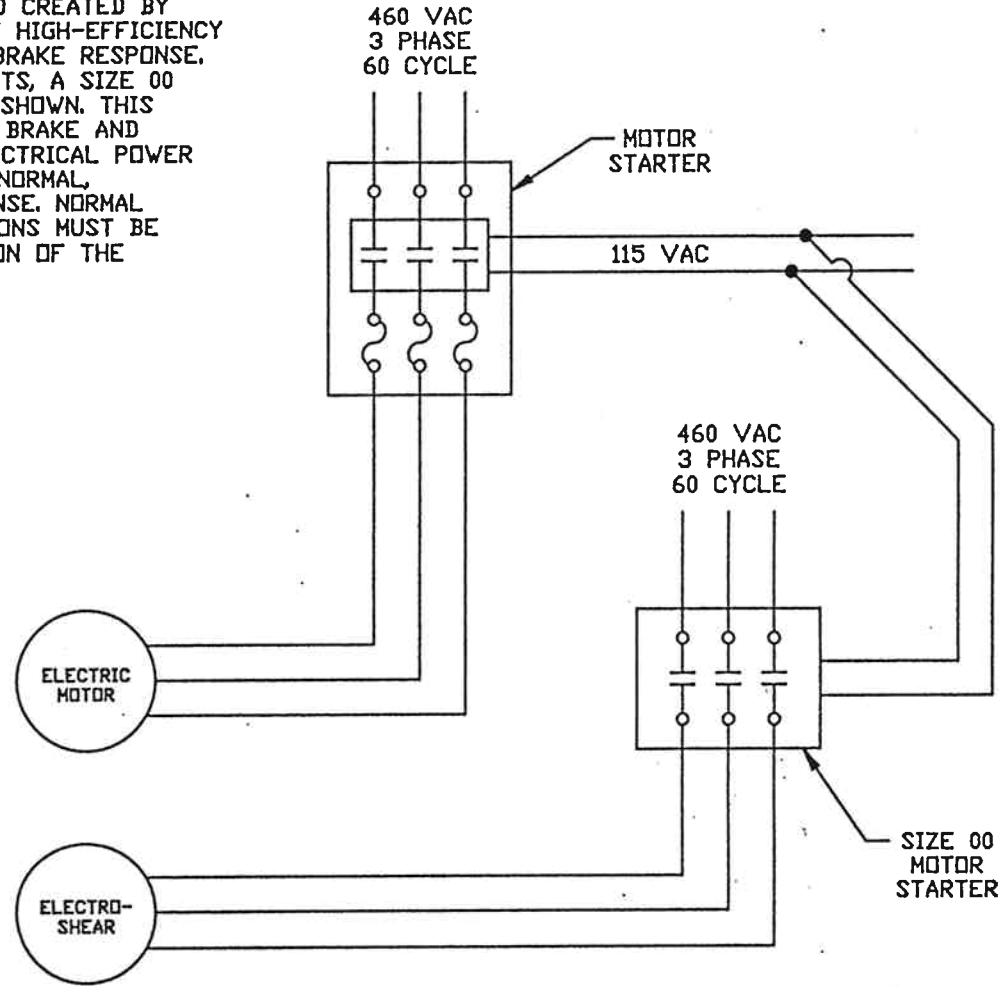 CREATED BY
HIGH-EFFICIENCY
BRAKE RESPONSE.
TS, A SIZE 00
SHOWN. THIS
BRAKE AND
ECTRICAL POWER
NORMAL,
NSE. NORMAL
ONS MUST BE
ON OF THE
460 VAC
3 PHASE
60 CYCLE
MOTOR
STARTER
115 VAC
460 VAC
3 PHASE
60 CYCLE
ELECTRIC
MOTOR
SIZE 00
MOTOR
STARTER
ELECTRO-
SHEAR